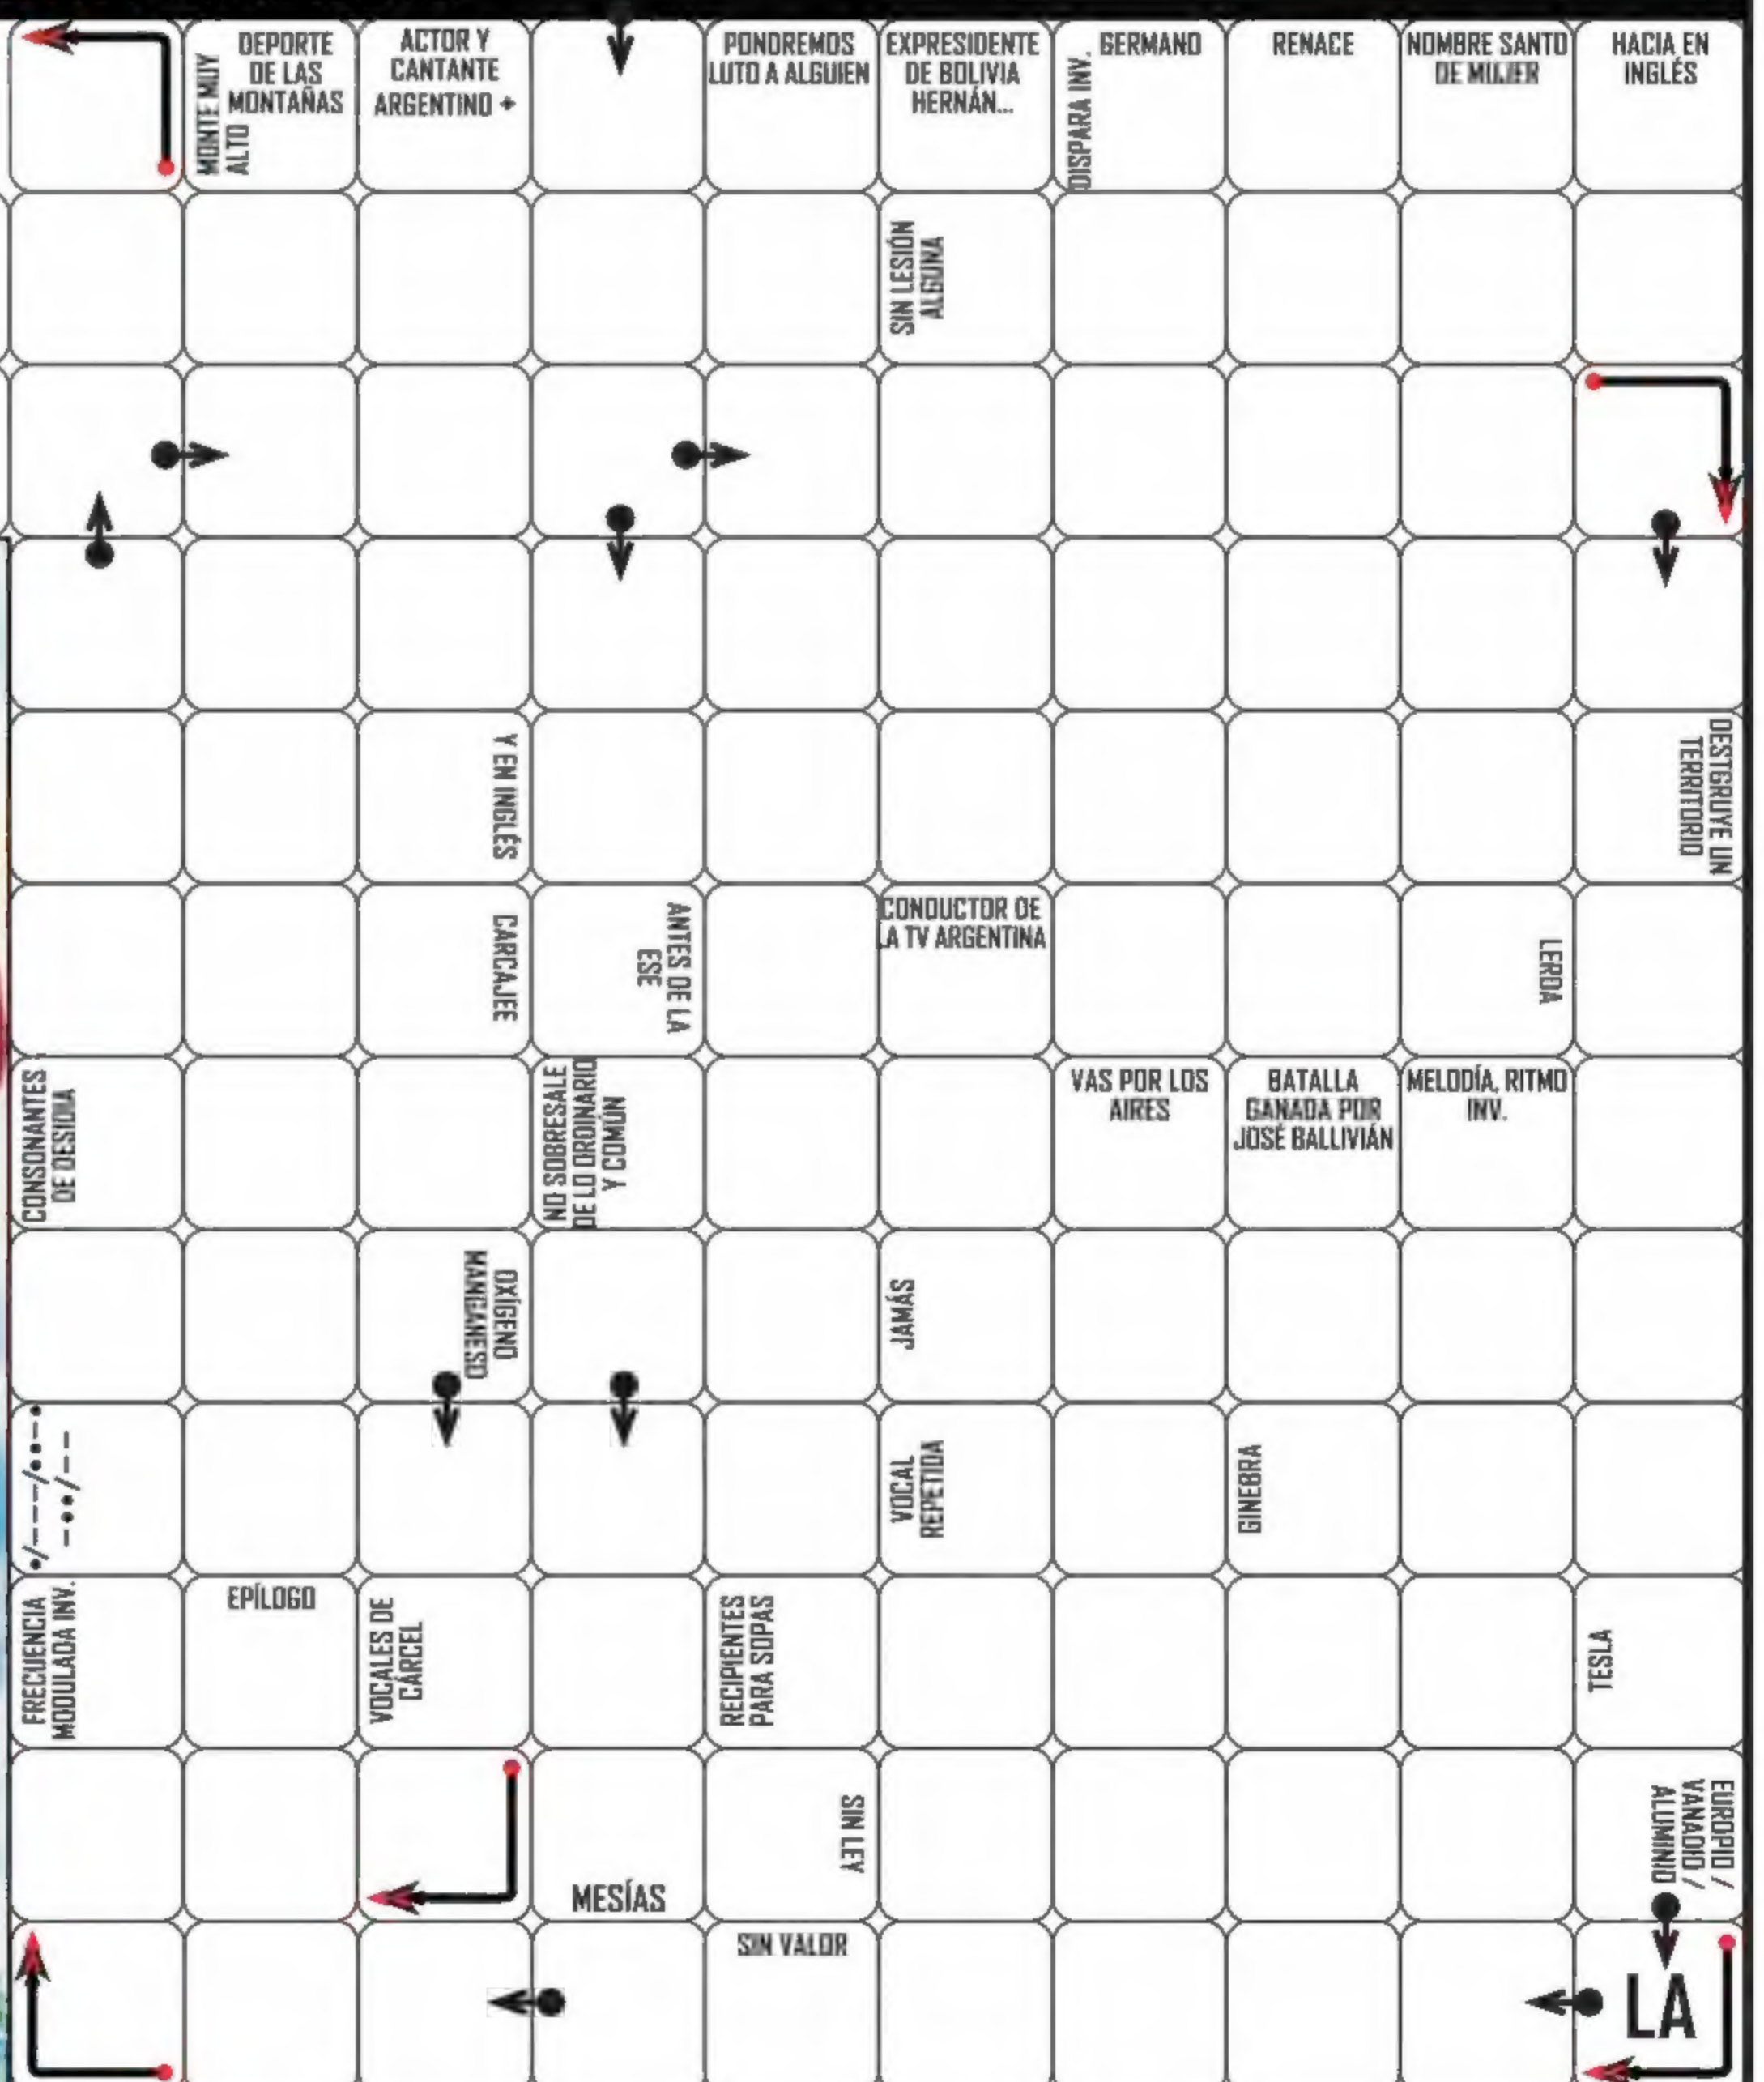 MONTE MUY
ALTO
DEPORTE
DE LAS
MONTAÑAS
ACTOR Y
CANTANTE
ARGENTINO +
PONDREMOS
LUTO A ALGUIEN
EXPRESIDENTE
DE BOLIVIA
HERNÁN...
DISPARA INV.
GERMANO
RENACE
NOMBRE SANTO
DE MUJER
HACIA EN
INGLÉS
SIN LESIÓN
ALGUNA
Y EN INGLÉS
DESTGRUYE UN
TERRITORIO
CARCAJEE
ANTES DE LA
ESE
CONDUCTOR DE
LA TV ARGENTINA
LERDA
CONSONANTES
DE DESIDIA
NO SOBRESALE
DE LO ORDINARIO
Y COMÚN
VAS POR LOS
AIRES
BATALLA
GANADA POR
JOSÉ BALLIVIÁN
MELODÍA, RITMO
INV.
OXÍGENO
MANGANESO
JAMÁS
•/---/••-•
-••/--
VOCAL
REPETIDA
GINEBRA
FRECUENCIA
MODULADA INV.
EPÍLOGO
VOCALES DE
CÁRCEL
RECIPIENTES
PARA SOPAS
TESLA
MESÍAS
SIN LEY
EUROPIO /
VANADIO /
ALUMINIO
SIN VALOR
LA